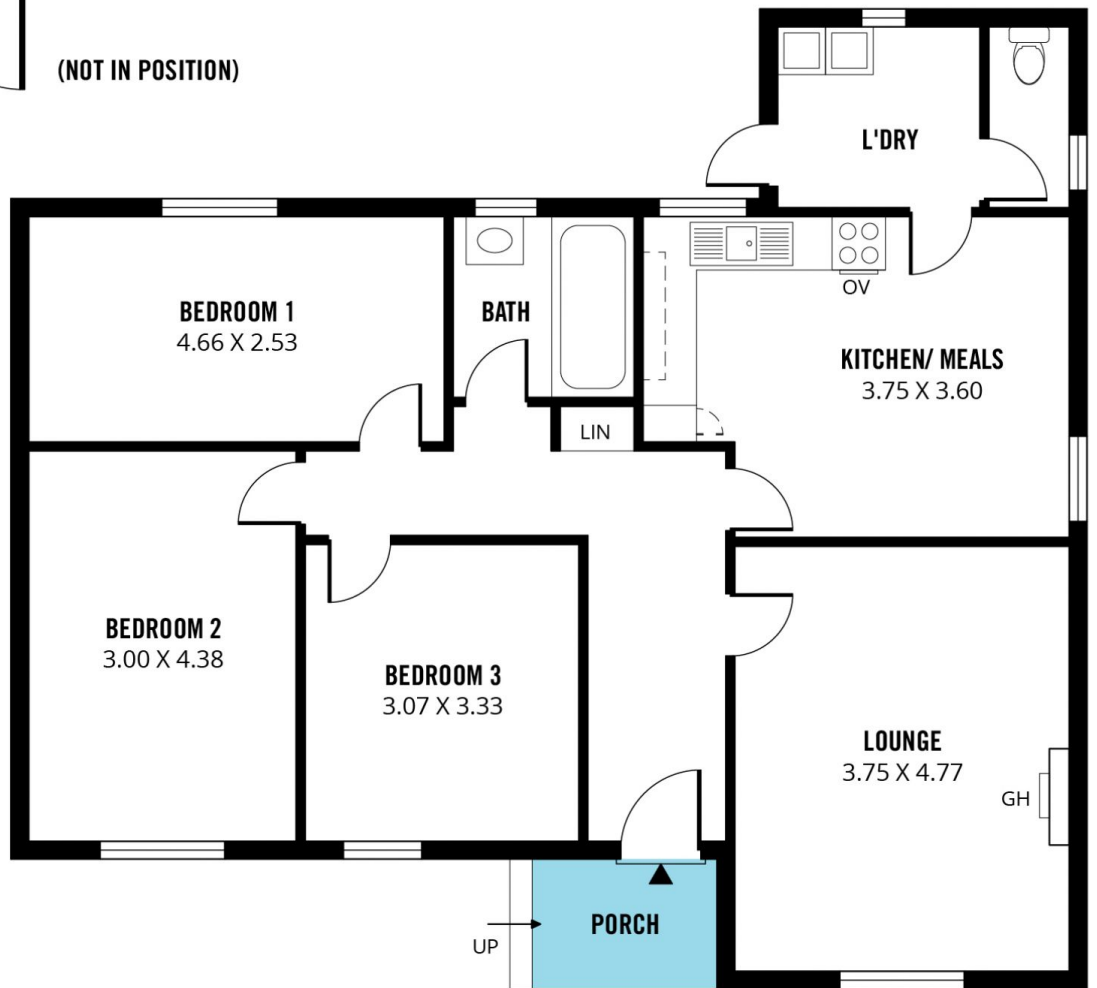 (NOT IN POSITION)
L'DRY
BEDROOM 1
4.66 X 2.53
BATH
OV
KITCHEN/ MEALS
3.75 X 3.60
LIN
BEDROOM 2
3.00 X 4.38
BEDROOM 3
3.07 X 3.33
LOUNGE
3.75 X 4.77
GH
PORCH
UP